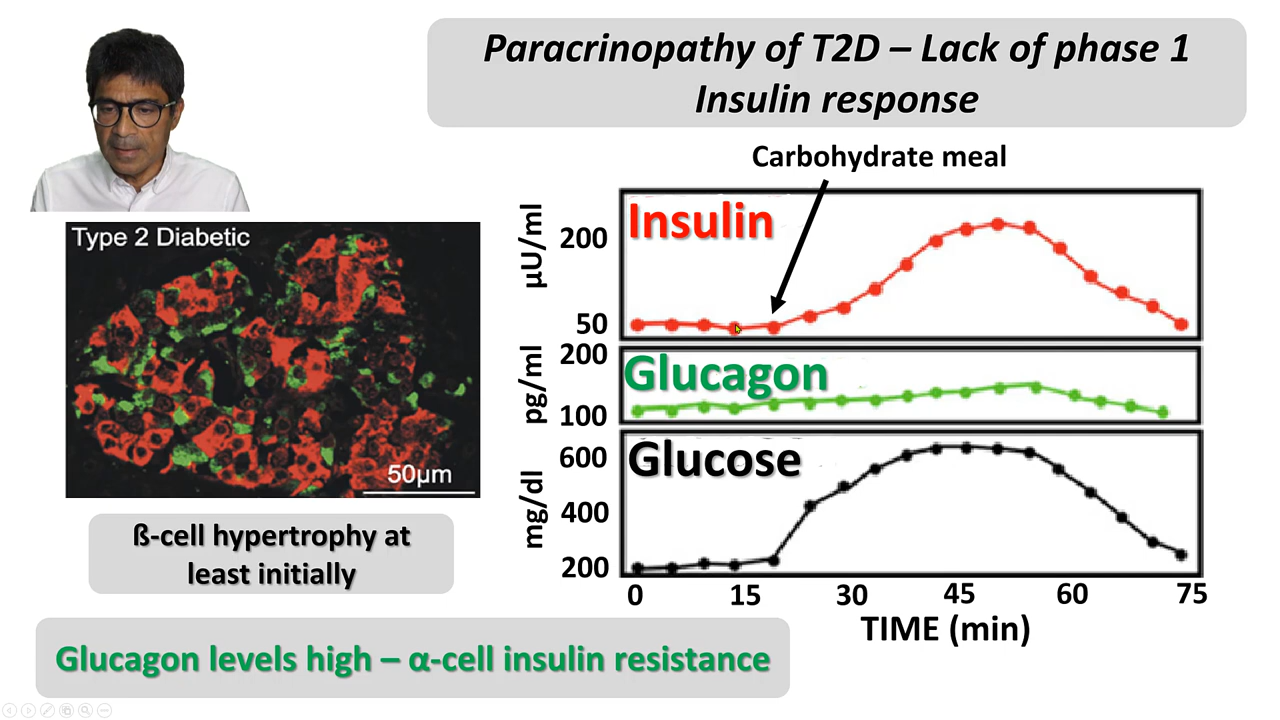 Paracrinopathy of T2D – Lack of phase 1
Insulin response
Carbohydrate meal
Type 2 Diabetic
50µm
ß-cell hypertrophy at
least initially
Glucagon levels high – α-cell insulin resistance
Insulin
µU/ml
200
50
Glucagon
pg/ml
200
100
Glucose
mg/dl
600
400
200
0 15 30 45 60 75
TIME (min)